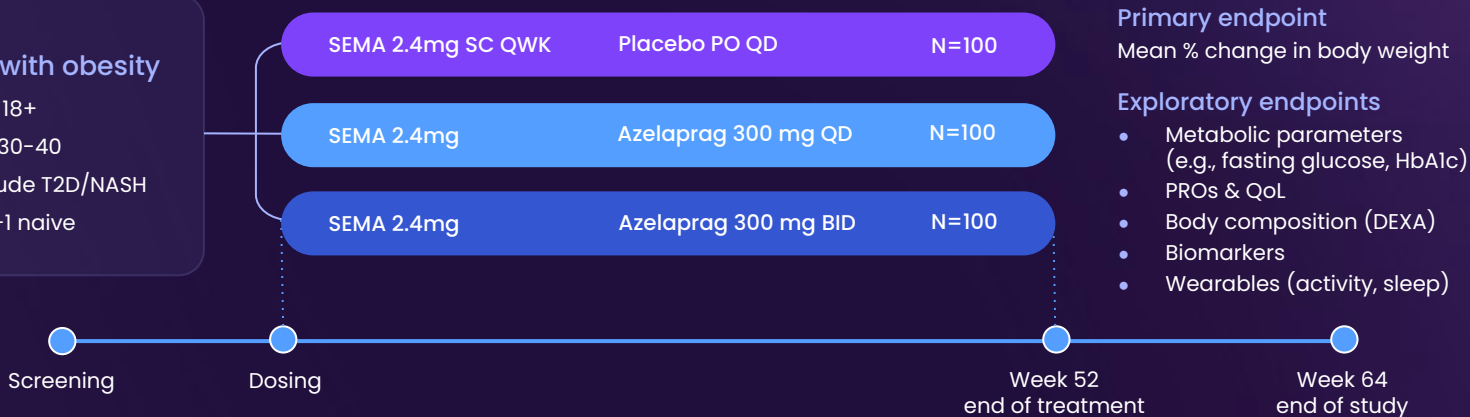 with obesity
18+
30-40
ude T2D/NASH
-1 naive
SEMA 2.4mg SC QWK Placebo PO QD N=100
SEMA 2.4mg Azelaprag 300 mg QD N=100
SEMA 2.4mg Azelaprag 300 mg BID N=100
Primary endpoint
Mean % change in body weight
Exploratory endpoints
• Metabolic parameters
(e.g., fasting glucose, HbA1c)
• PROs & QoL
• Body composition (DEXA)
• Biomarkers
• Wearables (activity, sleep)
Screening
Dosing
Week 52
end of treatment
Week 64
end of study